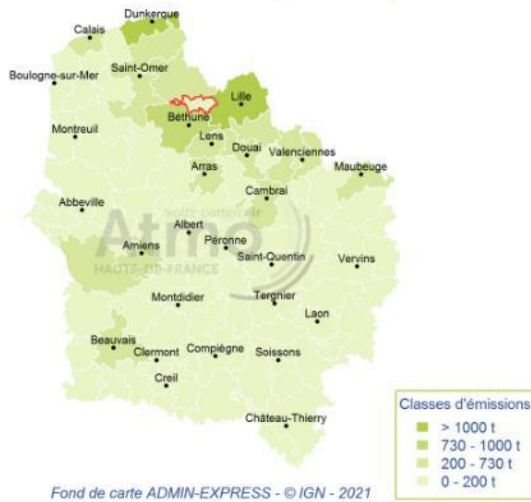 Dunkerque
Calais
Saint-Omer
Boulogne-sur-Mer
Lille
Béthune
Montreuil
Lens
Douai
Valenciennes
Arras
Maubeuge
Cambrai
Abbeville
votre partenaire
Atmo
HAUTS-DE-FRANCE
Albert
Amiens
Péronne
Saint-Quentin
Vervins
Montdidier
Tergnier
Laon
Beauvais
Clermont
Compiègne
Soissons
Creil
Château-Thierry
Classes d'émissions
> 1000 t
730 - 1000 t
200 - 730 t
0 - 200 t
Fond de carte ADMIN-EXPRESS - © IGN - 2021